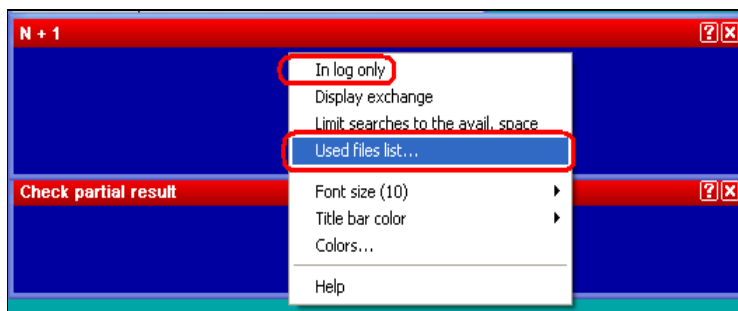 N + 1
In log only
Display exchange
Limit searches to the avail. space
Used files list...
Check partial result
Font size (10)
Title bar color
Colors...
Help